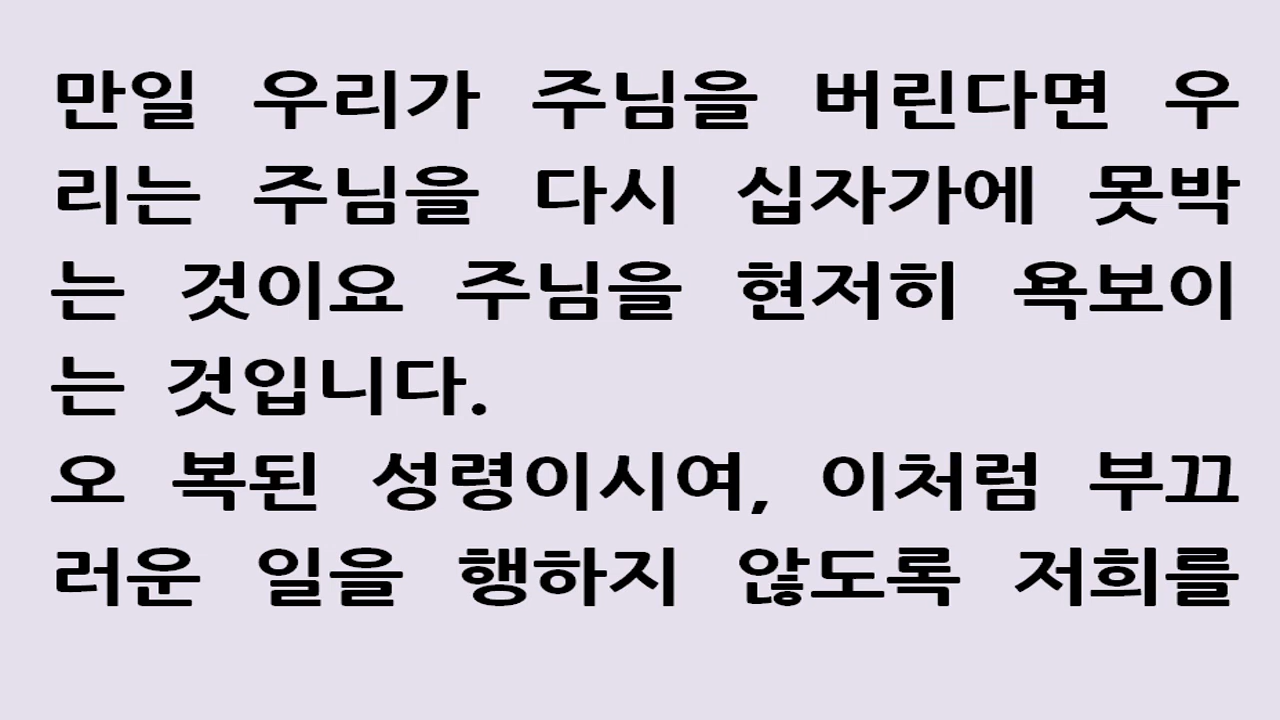 만일 우리가 주님을 버린다면 우
리는 주님을 다시 십자가에 못박
는 것이요 주님을 현저히 욕보이
는 것입니다.
오 복된 성령이시여, 이처럼 부끄
러운 일을 행하지 않도록 저희를